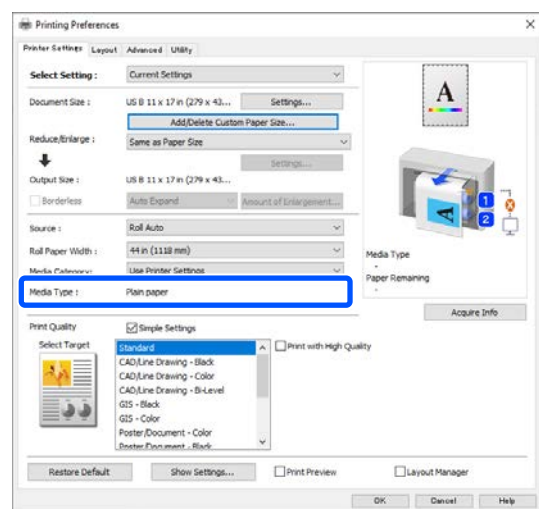 Printing Preferences
Printer Settings Layout Advanced Utility
Select Setting : Current Settings
Document Size : US B 11 x 17 in (279 x 43... Settings...
Add/Delete Custom Paper Size...
Reduce/Enlarge : Same as Paper Size
Settings...
Output Size : US B 11 x 17 in (279 x 43...
Borderless Auto Expand Amount of Enlargement...
Source : Roll Auto
Roll Paper Width : 44 in (1118 mm)
Media Category: Use Printer Settings
Media Type : Plain paper
Print Quality Simple Settings
Select Target
Standard
CAD/Line Drawing - Black
CAD/Line Drawing - Color
CAD/Line Drawing - Bi-Level
GIS - Black
GIS - Color
Poster/Document - Color
Poster/Document - Black
Print with High Quality
A
A
1
2
Media Type
-
Paper Remaining
-
Acquire Info
Restore Default Show Settings... Print Preview Layout Manager
OK Cancel Help